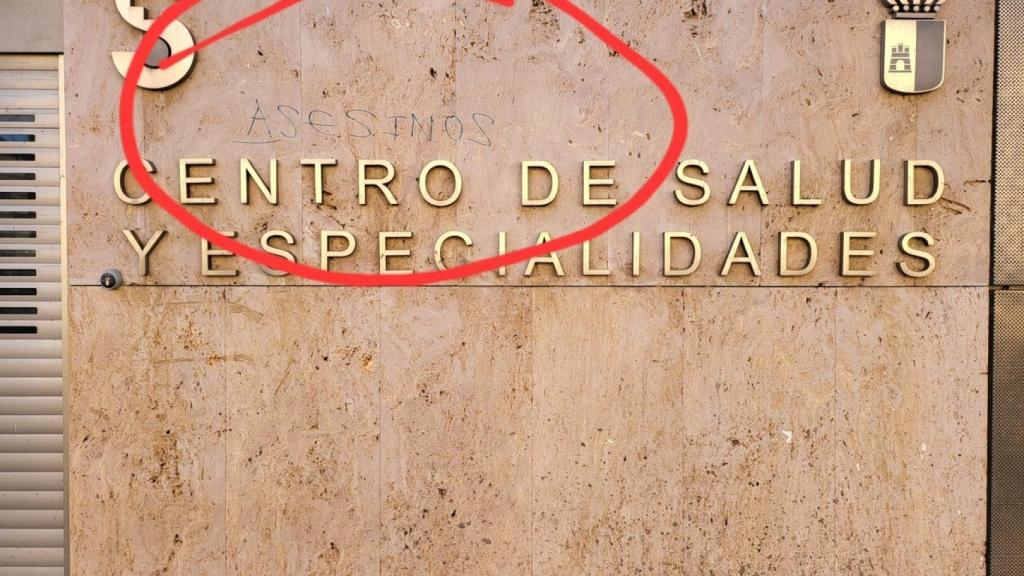 ASESINOS
CENTRO DE SALUD
Y ESPECIALIDADES